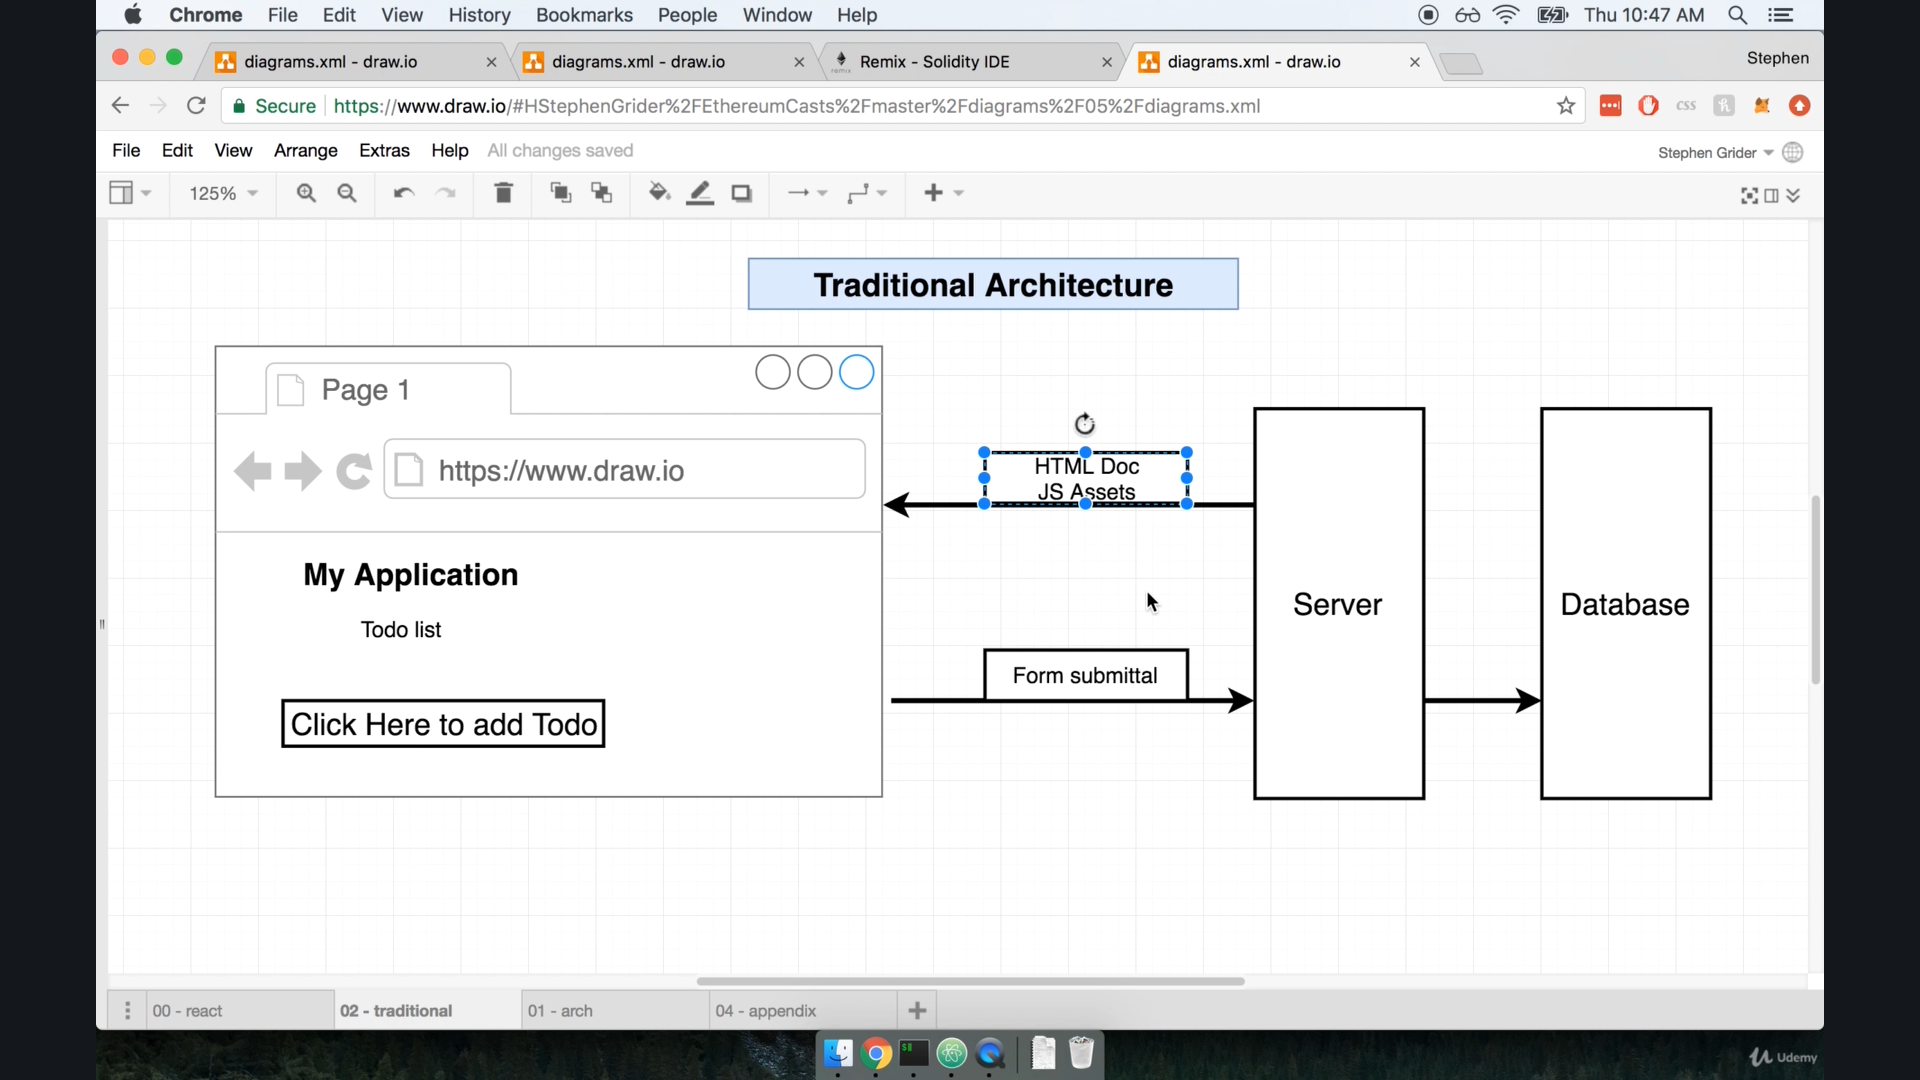 Chrome File Edit View History Bookmarks People Window Help Thu 10:47 AM
diagrams.xml - draw.io diagrams.xml - draw.io Remix - Solidity IDE diagrams.xml - draw.io Stephen
Secure https://www.draw.io/#HStephenGrider%2FEthereumCasts%2Fmaster%2Fdiagrams%2F05%2Fdiagrams.xml CSS
File Edit View Arrange Extras Help All changes saved Stephen Grider
125%
Traditional Architecture
Page 1
https://www.draw.io
HTML Doc
JS Assets
My Application
Todo list
Server
Database
Form submittal
Click Here to add Todo
00 - react 02 - traditional 01 - arch 04 - appendix
Udemy